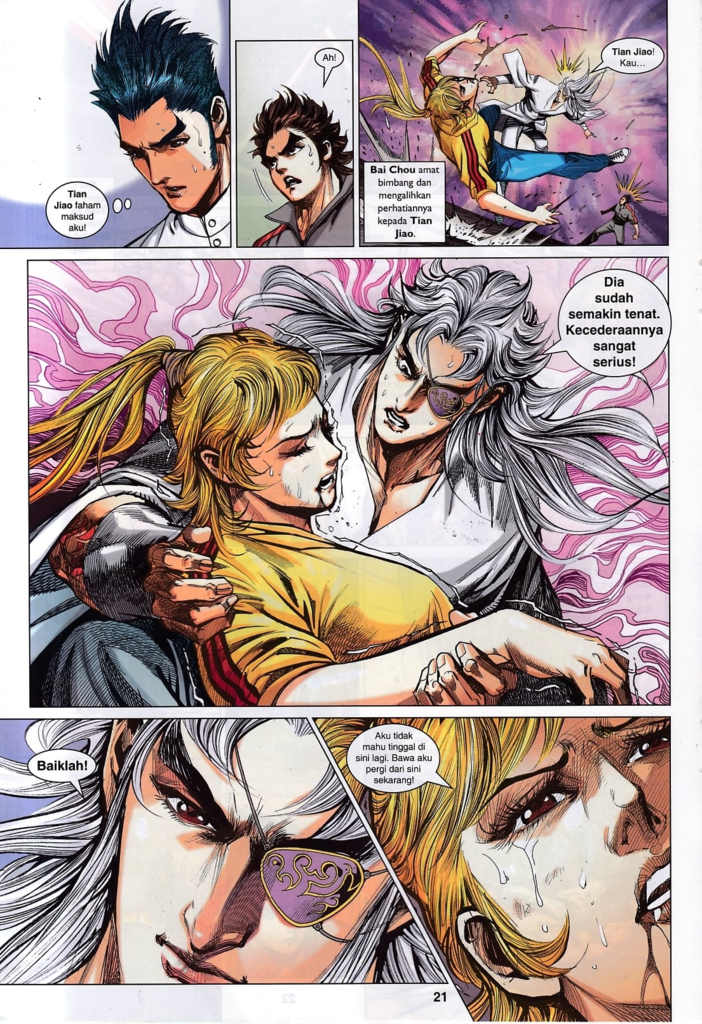 Tian
Jiao faham
maksud
aku!
Ah!
Tian Jiao!
Kau...
Bai Chou amat
bimbang dan
mengalihkan
perhatiannya
kepada Tian
Jiao.
Dia
sudah
semakin tenat.
Kecederaannya
sangat
serius!
Baiklah!
Aku tidak
mahu tinggal di
sini lagi. Bawa aku
pergi dari sini
sekarang!
21